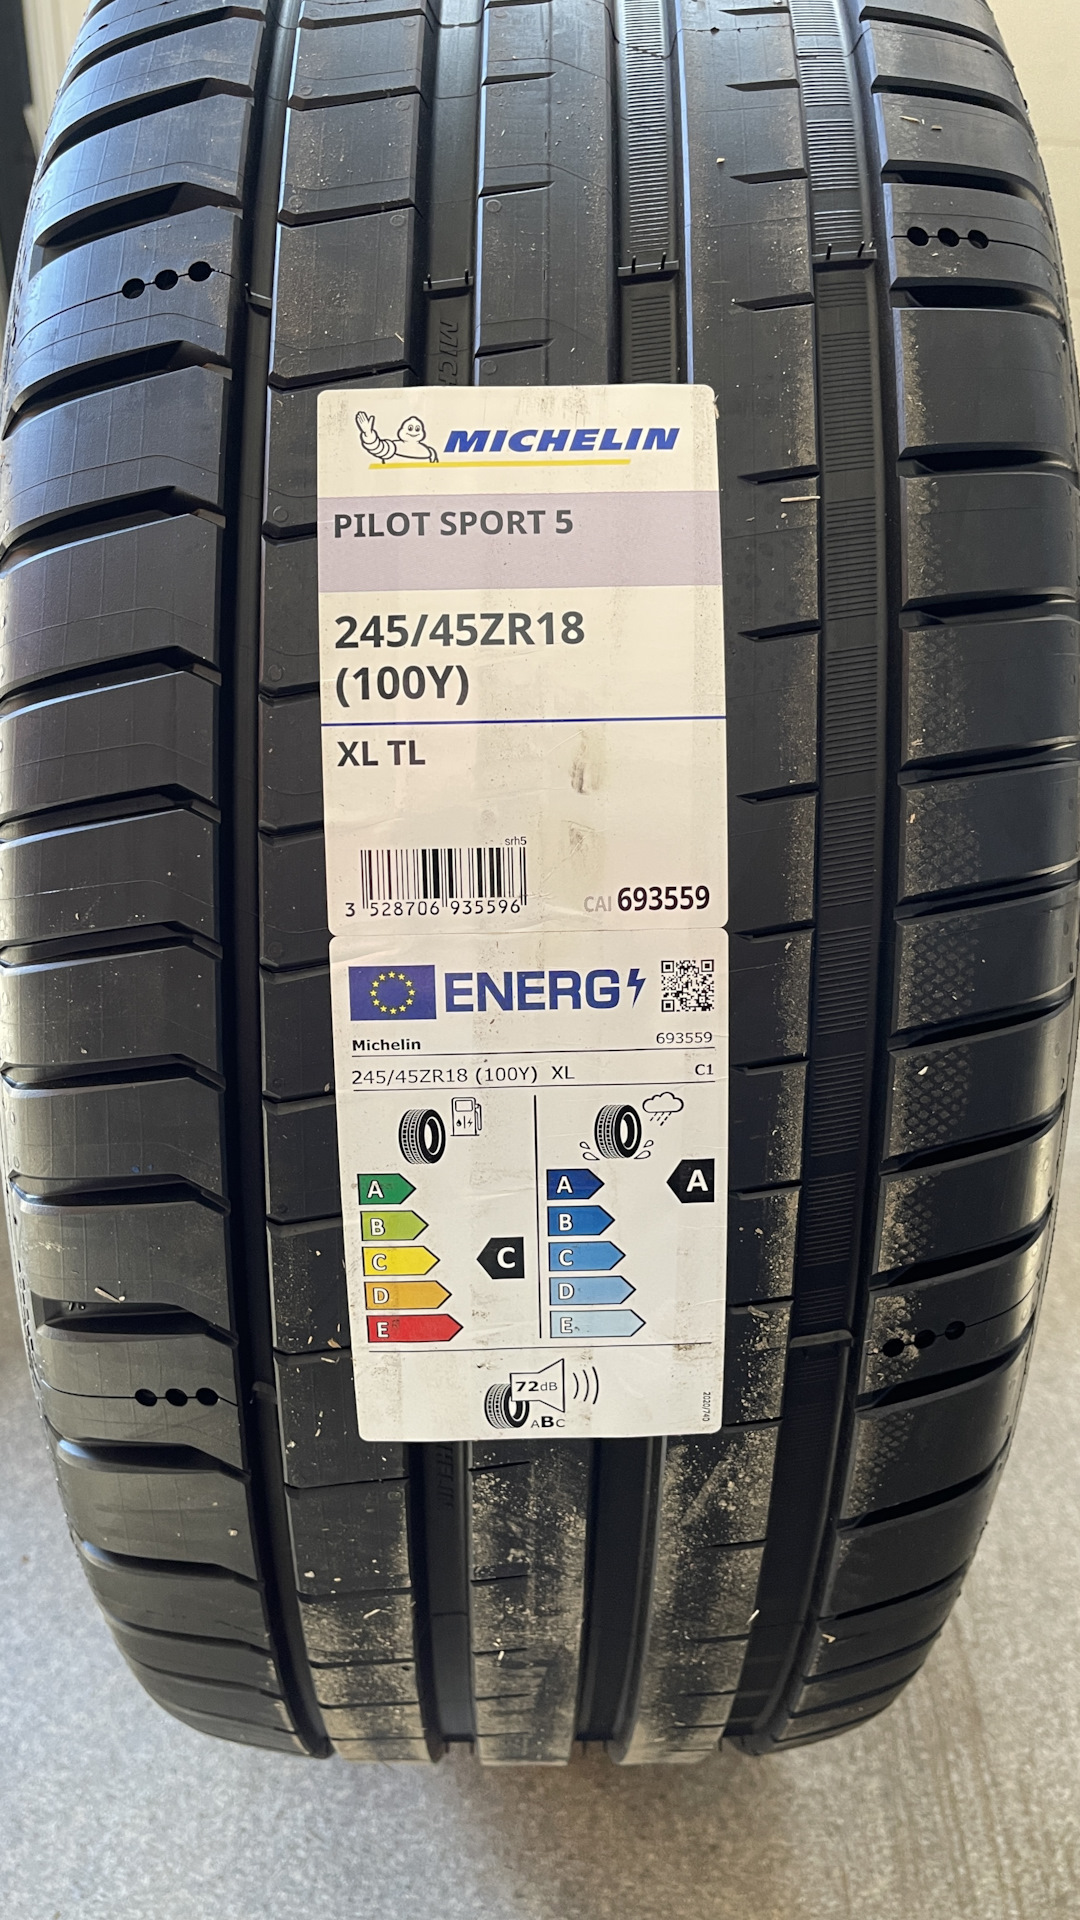 MICHELIN
PILOT SPORT 5
245/45ZR18
(100Y)
XL TL
srh5
3 528706 935596
CAI 693559
ENERG
Michelin 693559
245/45ZR18 (100Y) XL C1
A A A
B B
C C C
D D
E E
72dB
ABC
2020/740